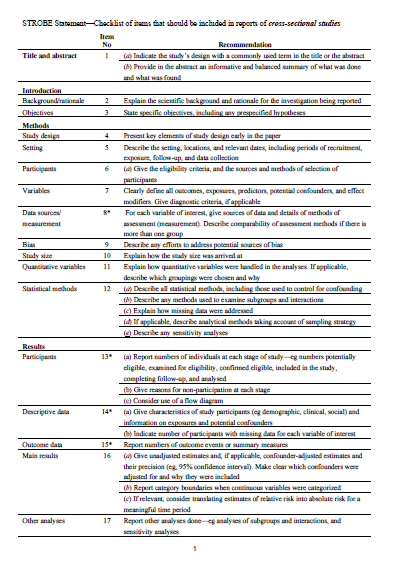 STROBE Statement—Checklist of items that should be included in reports of cross-sectional studies
Item
No Recommendation
Title and abstract 1 (a) Indicate the study's design with a commonly used term in the title or the abstract
(b) Provide in the abstract an informative and balanced summary of what was done
and what was found
Introduction
Background/rationale 2 Explain the scientific background and rationale for the investigation being reported
Objectives 3 State specific objectives, including any prespecified hypotheses
Methods
Study design 4 Present key elements of study design early in the paper
Setting 5 Describe the setting, locations, and relevant dates, including periods of recruitment,
exposure, follow-up, and data collection
Participants 6 (a) Give the eligibility criteria, and the sources and methods of selection of
participants
Variables 7 Clearly define all outcomes, exposures, predictors, potential confounders, and effect
modifiers. Give diagnostic criteria, if applicable
Data sources/ 8* For each variable of interest, give sources of data and details of methods of
measurement assessment (measurement). Describe comparability of assessment methods if there is
more than one group
Bias 9 Describe any efforts to address potential sources of bias
Study size 10 Explain how the study size was arrived at
Quantitative variables 11 Explain how quantitative variables were handled in the analyses. If applicable,
describe which groupings were chosen and why
Statistical methods 12 (a) Describe all statistical methods, including those used to control for confounding
(b) Describe any methods used to examine subgroups and interactions
(c) Explain how missing data were addressed
(d) If applicable, describe analytical methods taking account of sampling strategy
(e) Describe any sensitivity analyses
Results
Participants 13* (a) Report numbers of individuals at each stage of study—eg numbers potentially
eligible, examined for eligibility, confirmed eligible, included in the study,
completing follow-up, and analysed
(b) Give reasons for non-participation at each stage
(c) Consider use of a flow diagram
Descriptive data 14* (a) Give characteristics of study participants (eg demographic, clinical, social) and
information on exposures and potential confounders
(b) Indicate number of participants with missing data for each variable of interest
Outcome data 15* Report numbers of outcome events or summary measures
Main results 16 (a) Give unadjusted estimates and, if applicable, confounder-adjusted estimates and
their precision (eg, 95% confidence interval). Make clear which confounders were
adjusted for and why they were included
(b) Report category boundaries when continuous variables were categorized
(c) If relevant, consider translating estimates of relative risk into absolute risk for a
meaningful time period
Other analyses 17 Report other analyses done—eg analyses of subgroups and interactions, and
sensitivity analyses
1